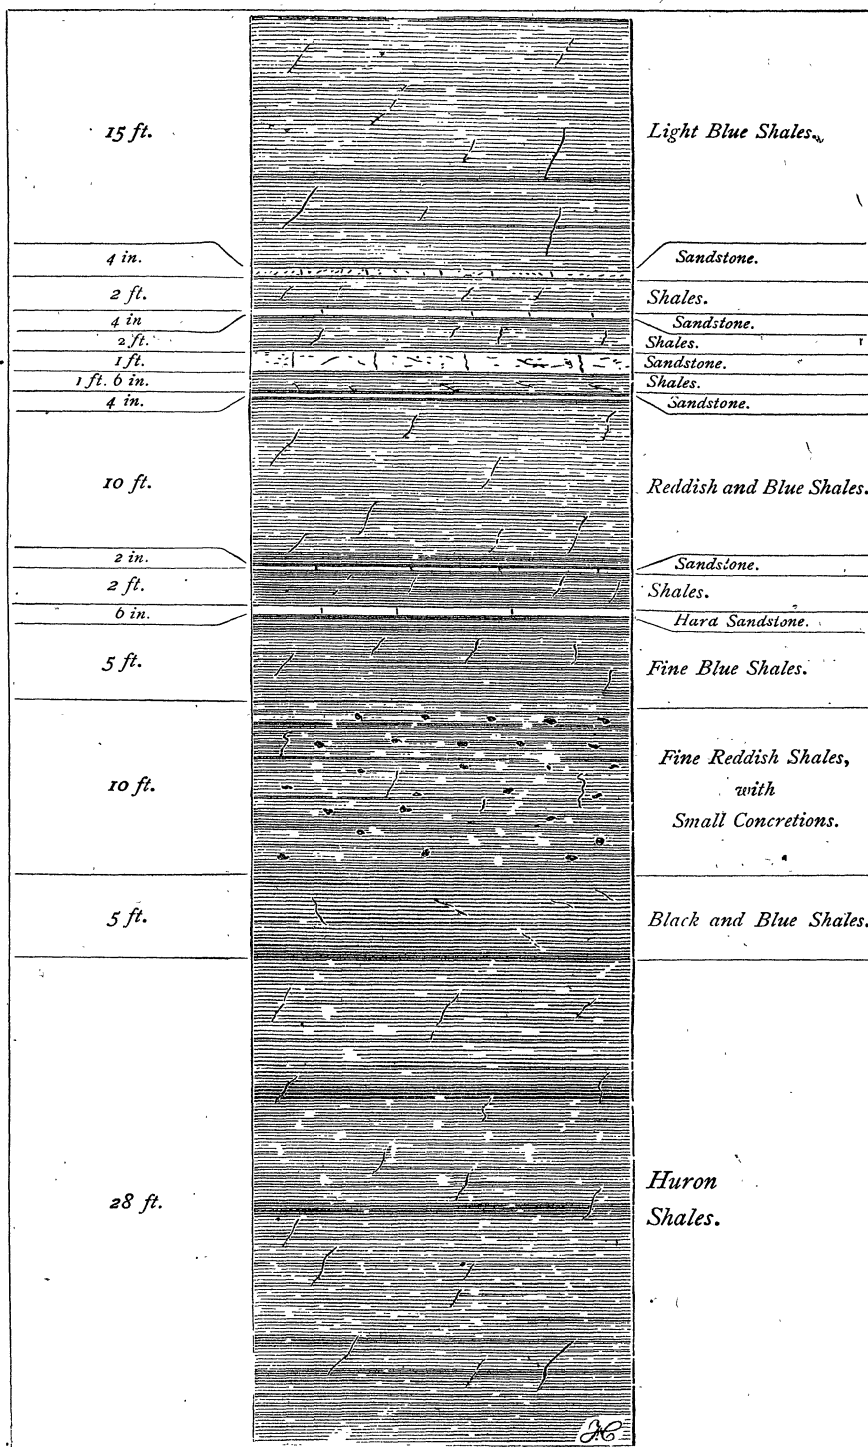 15 ft. Light Blue Shales.
4 in. Sandstone.
2 ft. Shales.
4 in Sandstone.
2 ft. Shales.
1 ft. Sandstone.
1 ft. 6 in. Shales.
4 in. Sandstone.
10 ft. Reddish and Blue Shales.
2 in. Sandstone.
2 ft. Shales.
6 in. Hard Sandstone.
5 ft. Fine Blue Shales.
10 ft. Fine Reddish Shales,
with
Small Concretions.
5 ft. Black and Blue Shales.
28 ft. Huron
Shales.